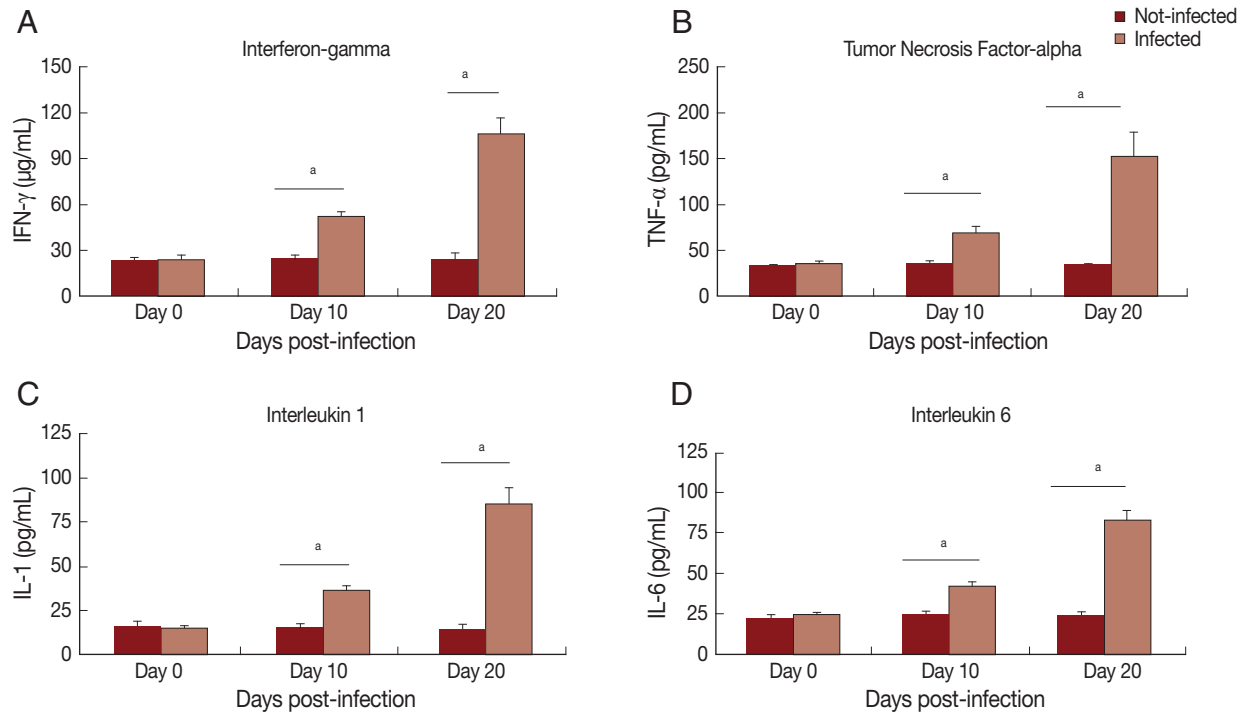 A
Interferon-gamma
IFN-γ (µg/mL)
150
120
90
60
30
0
a
a
Day 0
Day 10
Day 20
Days post-infection
B
Not-infected
Infected
Tumor Necrosis Factor-alpha
TNF-α (pg/mL)
250
200
150
100
50
0
a
a
Day 0
Day 10
Day 20
Days post-infection
C
Interleukin 1
IL-1 (pg/mL)
125
100
75
50
25
0
a
a
Day 0
Day 10
Day 20
Days post-infection
D
Interleukin 6
IL-6 (pg/mL)
125
100
75
50
25
0
a
a
Day 0
Day 10
Day 20
Days post-infection